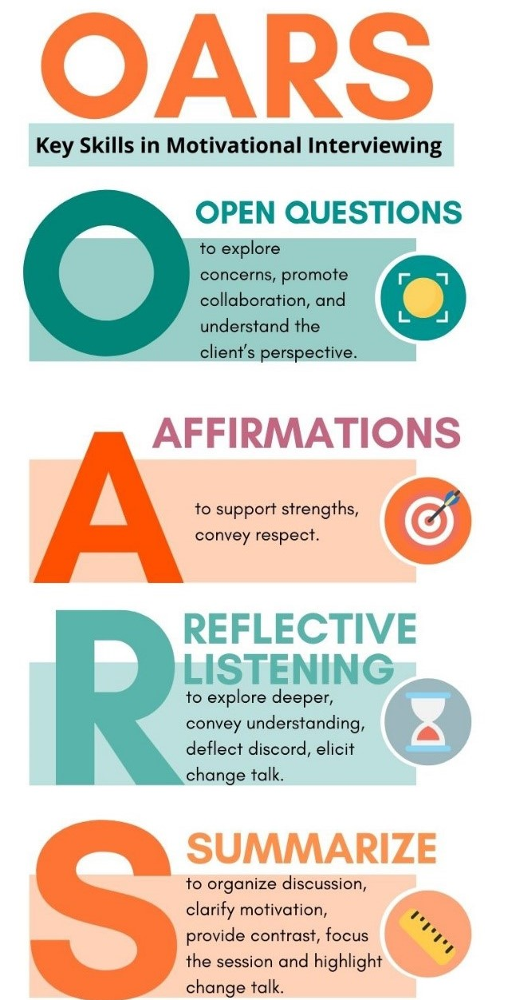 OARS
Key Skills in Motivational Interviewing
O
OPEN QUESTIONS
to explore
concerns, promote
collaboration, and
understand the
client's perspective.
A
AFFIRMATIONS
to support strengths,
convey respect.
R
REFLECTIVE
LISTENING
to explore deeper,
convey understanding,
deflect discord, elicit
change talk.
S
SUMMARIZE
to organize discussion,
clarify motivation,
provide contrast, focus
the session and highlight
change talk.